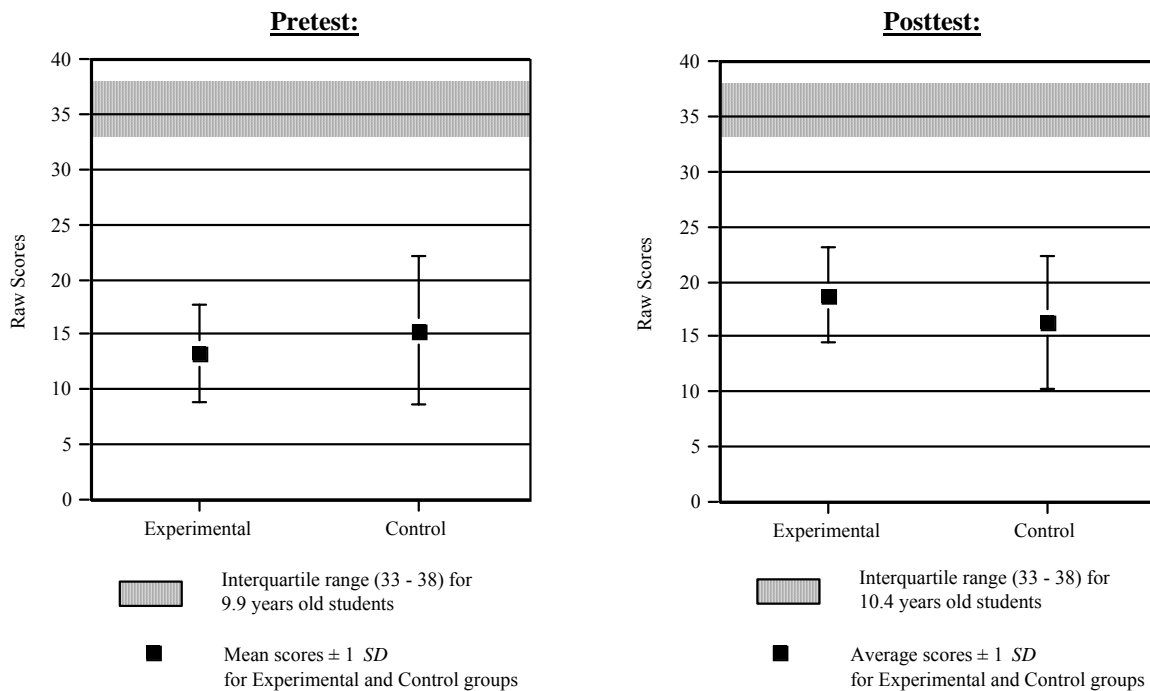 Pretest:
40
35
30
25
20
15
10
5
0
Raw Scores
Experimental Control
Interquartile range (33 - 38) for
9.9 years old students
Mean scores ± 1 SD
for Experimental and Control groups
Posttest:
40
35
30
25
20
15
10
5
0
Raw Scores
Experimental Control
Interquartile range (33 - 38) for
10.4 years old students
Average scores ± 1 SD
for Experimental and Control groups